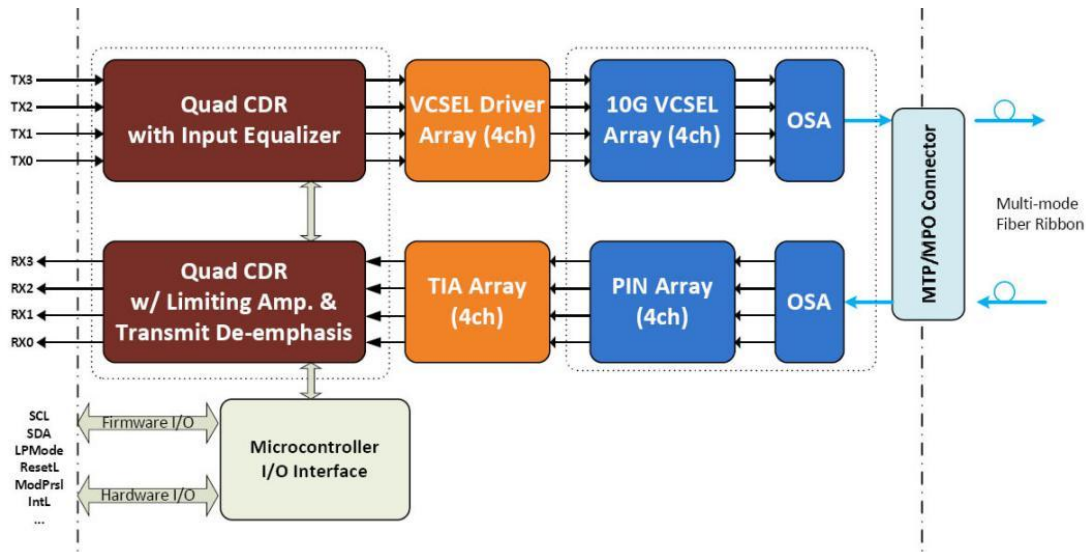 TX3
TX2
TX1
TX0
Quad CDR
with Input Equalizer
VCSEL Driver
Array (4ch)
10G VCSEL
Array (4ch)
OSA
MTP/MPO Connector
Multi-mode
Fiber Ribbon
RX3
RX2
RX1
RX0
Quad CDR
w/ Limiting Amp. &
Transmit De-emphasis
TIA Array
(4ch)
PIN Array
(4ch)
OSA
SCL
SDA
LPMode
ResetL
ModPrsl
IntL
...
Firmware I/O
Hardware I/O
Microcontroller
I/O Interface